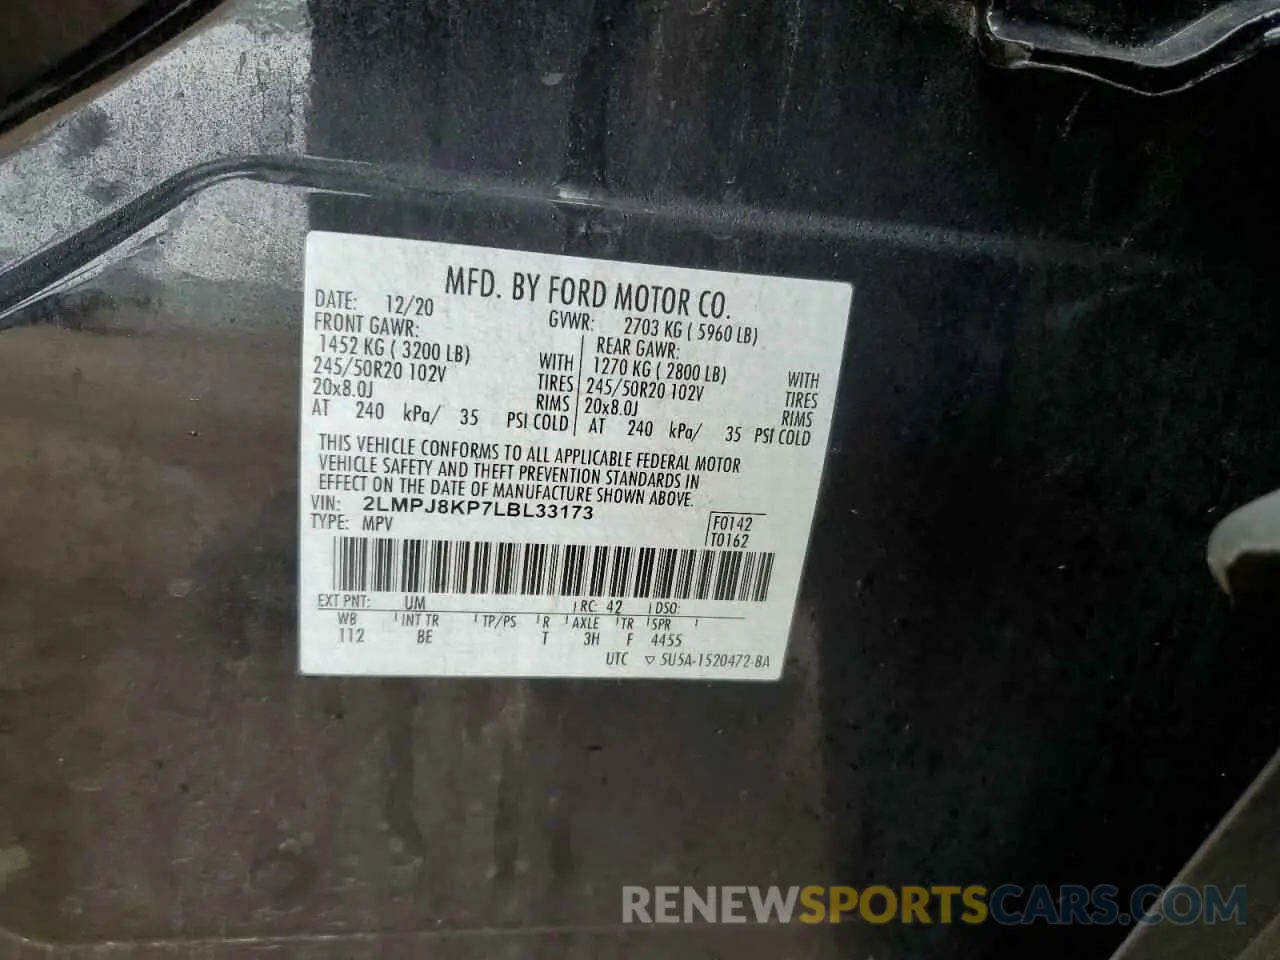 MFD. BY FORD MOTOR CO.
DATE: 12/20 GVWR: 2703 KG ( 5960 LB)
FRONT GAWR: REAR GAWR:
1452 KG ( 3200 LB) WITH 1270 KG ( 2800 LB) WITH
245/50R20 102V TIRES 245/50R20 102V TIRES
20x8.0J RIMS 20x8.0J RIMS
AT 240 kPa/ 35 PSI COLD AT 240 kPa/ 35 PSI COLD
THIS VEHICLE CONFORMS TO ALL APPLICABLE FEDERAL MOTOR
VEHICLE SAFETY AND THEFT PREVENTION STANDARDS IN
EFFECT ON THE DATE OF MANUFACTURE SHOWN ABOVE.
VIN: 2LMPJ8KP7LBL33173
TYPE: MPV F0142
T0162
EXT PNT: UM RC: 42 DSO:
WB INT TR TP/PS R AXLE TR SPR
112 BE T 3H F 4455
UTC ▽ 5U5A-1520472-BA
RENEWSPORTSCARS.COM